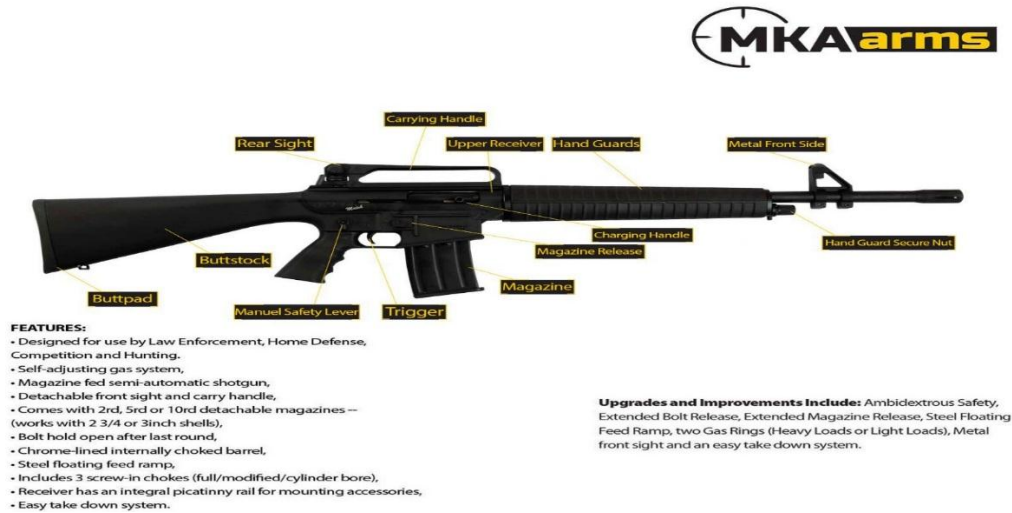 MKAarms
Carrying Handle
Rear Sight
Upper Receiver
Hand Guards
Metal Front Side
Charging Handle
Hand Guard Secure Nut
Magazine Release
Buttstock
Magazine
Buttpad
Manuel Safety Lever
Trigger
FEATURES:
• Designed for use by Law Enforcement, Home Defense,
Competition and Hunting.
• Self-adjusting gas system,
• Magazine fed semi-automatic shotgun,
• Detachable front sight and carry handle,
• Comes with 2rd, 5rd or 10rd detachable magazines --
(works with 2 3/4 or 3inch shells),
• Bolt hold open after last round,
• Chrome-lined internally choked barrel,
• Steel floating feed ramp,
• Includes 3 screw-in chokes (full/modified/cylinder bore),
• Receiver has an integral picatinny rail for mounting accessories,
• Easy take down system.
Upgrades and Improvements Include: Ambidextrous Safety,
Extended Bolt Release, Extended Magazine Release, Steel Floating
Feed Ramp, two Gas Rings (Heavy Loads or Light Loads), Metal
front sight and an easy take down system.